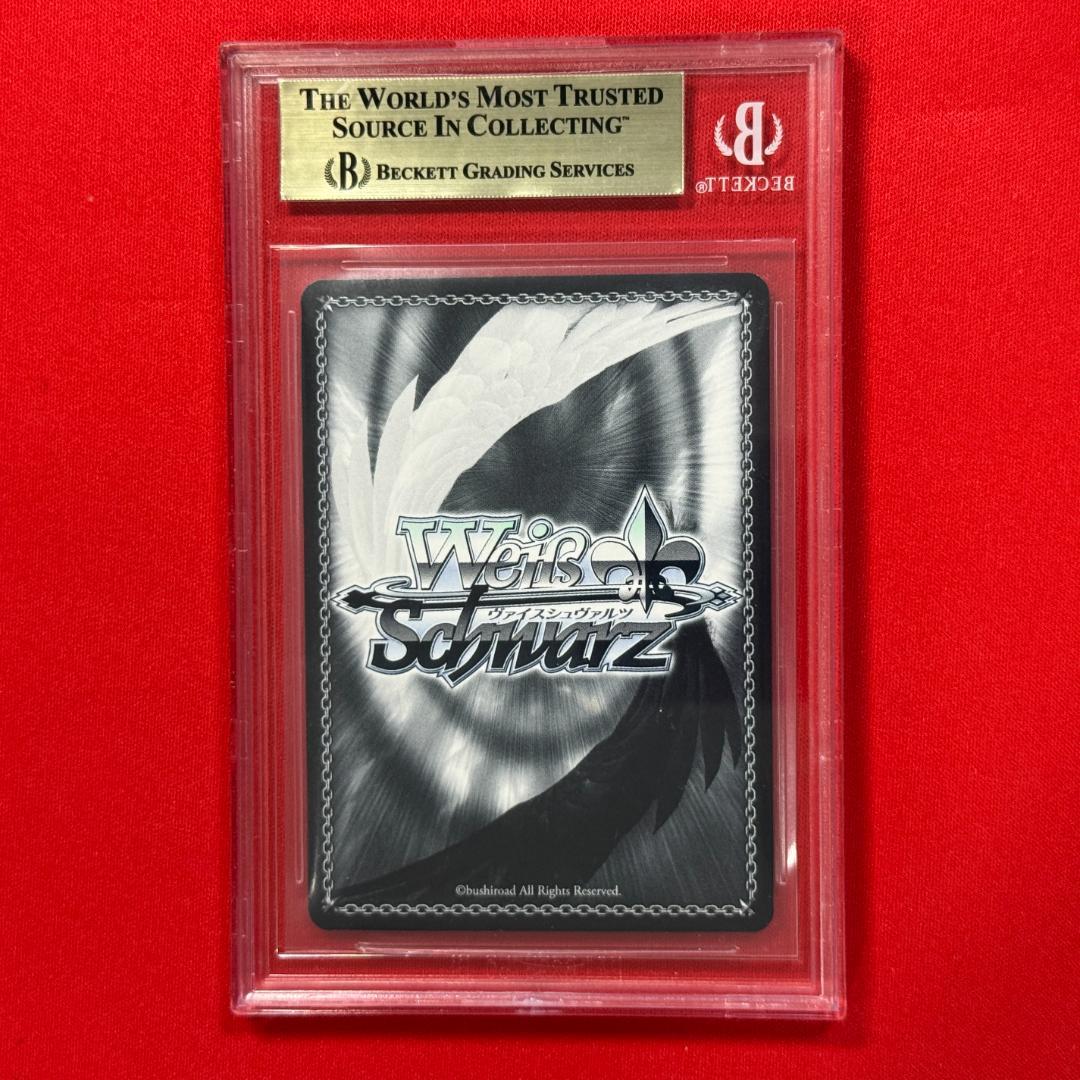 THE WORLD'S MOST TRUSTED
SOURCE IN COLLECTING™
B BECKETT GRADING SERVICES
B
BECKETT®
Weiß
ヴァイスシュヴァルツ
Schwarz
©bushiroad All Rights Reserved.